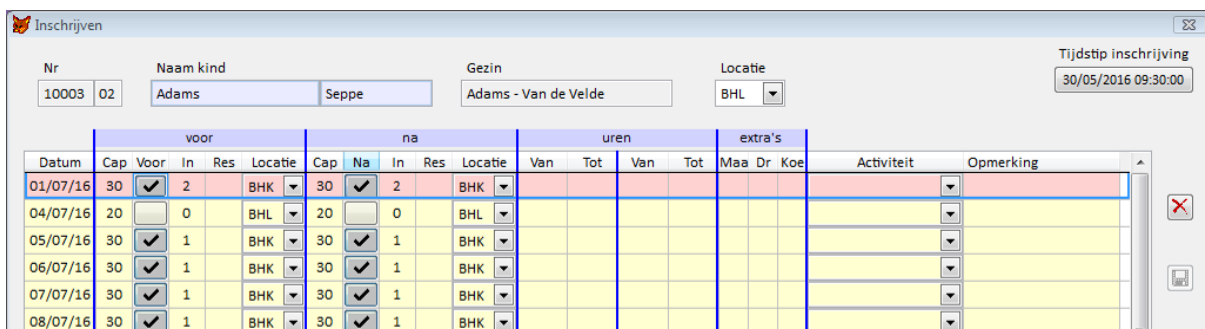 Inschrijven
Tijdstip inschrijving
Nr Naam kind Gezin Locatie
10003 02 Adams Seppe Adams - Van de Velde BHL 30/05/2016 09:30:00
voor na uren extra's
Datum Cap Voor In Res Locatie Cap Na In Res Locatie Van Tot Van Tot Maa Dr Koe Activiteit Opmerking
01/07/16 30 2 BHK 30 2 BHK
04/07/16 20 0 BHL 20 0 BHL
05/07/16 30 1 BHK 30 1 BHK
06/07/16 30 1 BHK 30 1 BHK
07/07/16 30 1 BHK 30 1 BHK
08/07/16 30 1 BHK 30 1 BHK